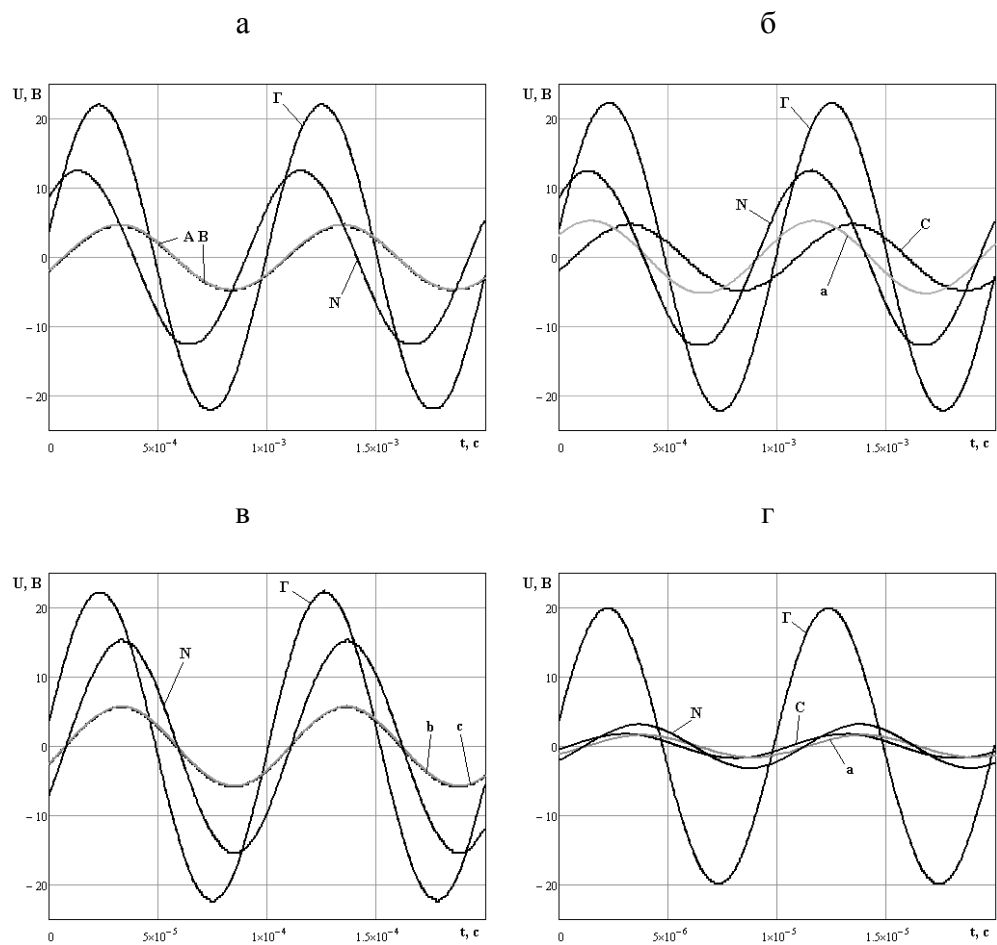 а
б
U, В
20
10
0
− 10
− 20
Г
A B
N
0
5×10⁻⁴
1×10⁻³
1.5×10⁻³
t, c
U, В
20
10
0
− 10
− 20
Г
N
C
a
0
5×10⁻⁴
1×10⁻³
1.5×10⁻³
t, c
в
г
U, В
20
10
0
− 10
− 20
Г
N
b
c
0
5×10⁻⁵
1×10⁻⁴
1.5×10⁻⁴
t, c
U, В
20
10
0
− 10
− 20
Г
N
C
a
0
5×10⁻⁶
1×10⁻⁵
1.5×10⁻⁵
t, c